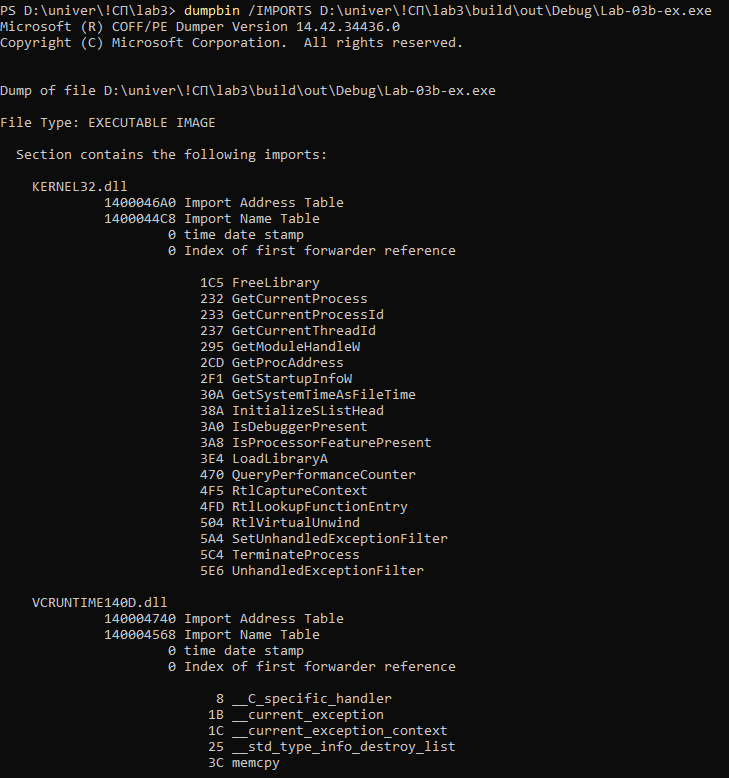 PS D:\univer\!СП\lab3> dumpbin /IMPORTS D:\univer\!СП\lab3\build\out\Debug\Lab-03b-ex.exe
Microsoft (R) COFF/PE Dumper Version 14.42.34436.0
Copyright (C) Microsoft Corporation.  All rights reserved.

Dump of file D:\univer\!СП\lab3\build\out\Debug\Lab-03b-ex.exe

File Type: EXECUTABLE IMAGE

  Section contains the following imports:

    KERNEL32.dll
             1400046A0 Import Address Table
             1400044C8 Import Name Table
                     0 time date stamp
                     0 Index of first forwarder reference

                         1C5 FreeLibrary
                         232 GetCurrentProcess
                         233 GetCurrentProcessId
                         237 GetCurrentThreadId
                         295 GetModuleHandleW
                         2CD GetProcAddress
                         2F1 GetStartupInfoW
                         30A GetSystemTimeAsFileTime
                         38A InitializeSListHead
                         3A0 IsDebuggerPresent
                         3A8 IsProcessorFeaturePresent
                         3E4 LoadLibraryA
                         470 QueryPerformanceCounter
                         4F5 RtlCaptureContext
                         4FD RtlLookupFunctionEntry
                         504 RtlVirtualUnwind
                         5A4 SetUnhandledExceptionFilter
                         5C4 TerminateProcess
                         5E6 UnhandledExceptionFilter

    VCRUNTIME140D.dll
             140004740 Import Address Table
             140004568 Import Name Table
                     0 time date stamp
                     0 Index of first forwarder reference

                           8 __C_specific_handler
                          1B __current_exception
                          1C __current_exception_context
                          25 __std_type_info_destroy_list
                          3C memcpy